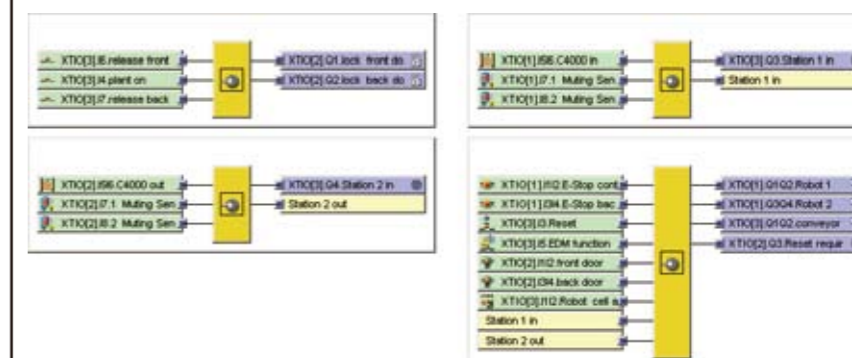 XTIO[3].I6.release front
XTIO[3].I4.plant on
XTIO[3].I7.release back
XTIO[2].Q1.lock front do
XTIO[2].Q2.lock back do
XTIO[1].I5I6.C4000 in
XTIO[1].I7.1 Muting Sen
XTIO[1].I8.2 Muting Sen
XTIO[3].Q3.Station 1 in
Station 1 in
XTIO[2].I5I6.C4000 out
XTIO[2].I7.1 Muting Sen
XTIO[2].I8.2 Muting Sen
XTIO[3].Q4.Station 2 in
Station 2 out
XTIO[1].I1I2.E-Stop cont
XTIO[1].I3I4.E-Stop bac
XTIO[3].I3.Reset
XTIO[3].I5.EDM function
XTIO[2].I1I2.front door
XTIO[2].I3I4.back door
XTIO[3].I1I2.Robot cell a
Station 1 in
Station 2 out
XTIO[1].Q1Q2.Robot 1
XTIO[1].Q3Q4.Robot 2
XTIO[3].Q1Q2.conveyor
XTIO[2].Q3.Reset requir